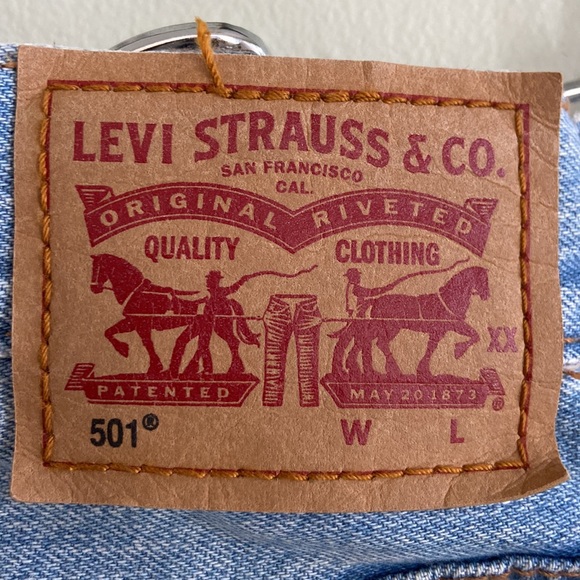 LEVI STRAUSS & CO.
SAN FRANCISCO
CAL.
ORIGINAL RIVETED
QUALITY CLOTHING
XX
PATENTED MAY 20 1873 ®
501® W L